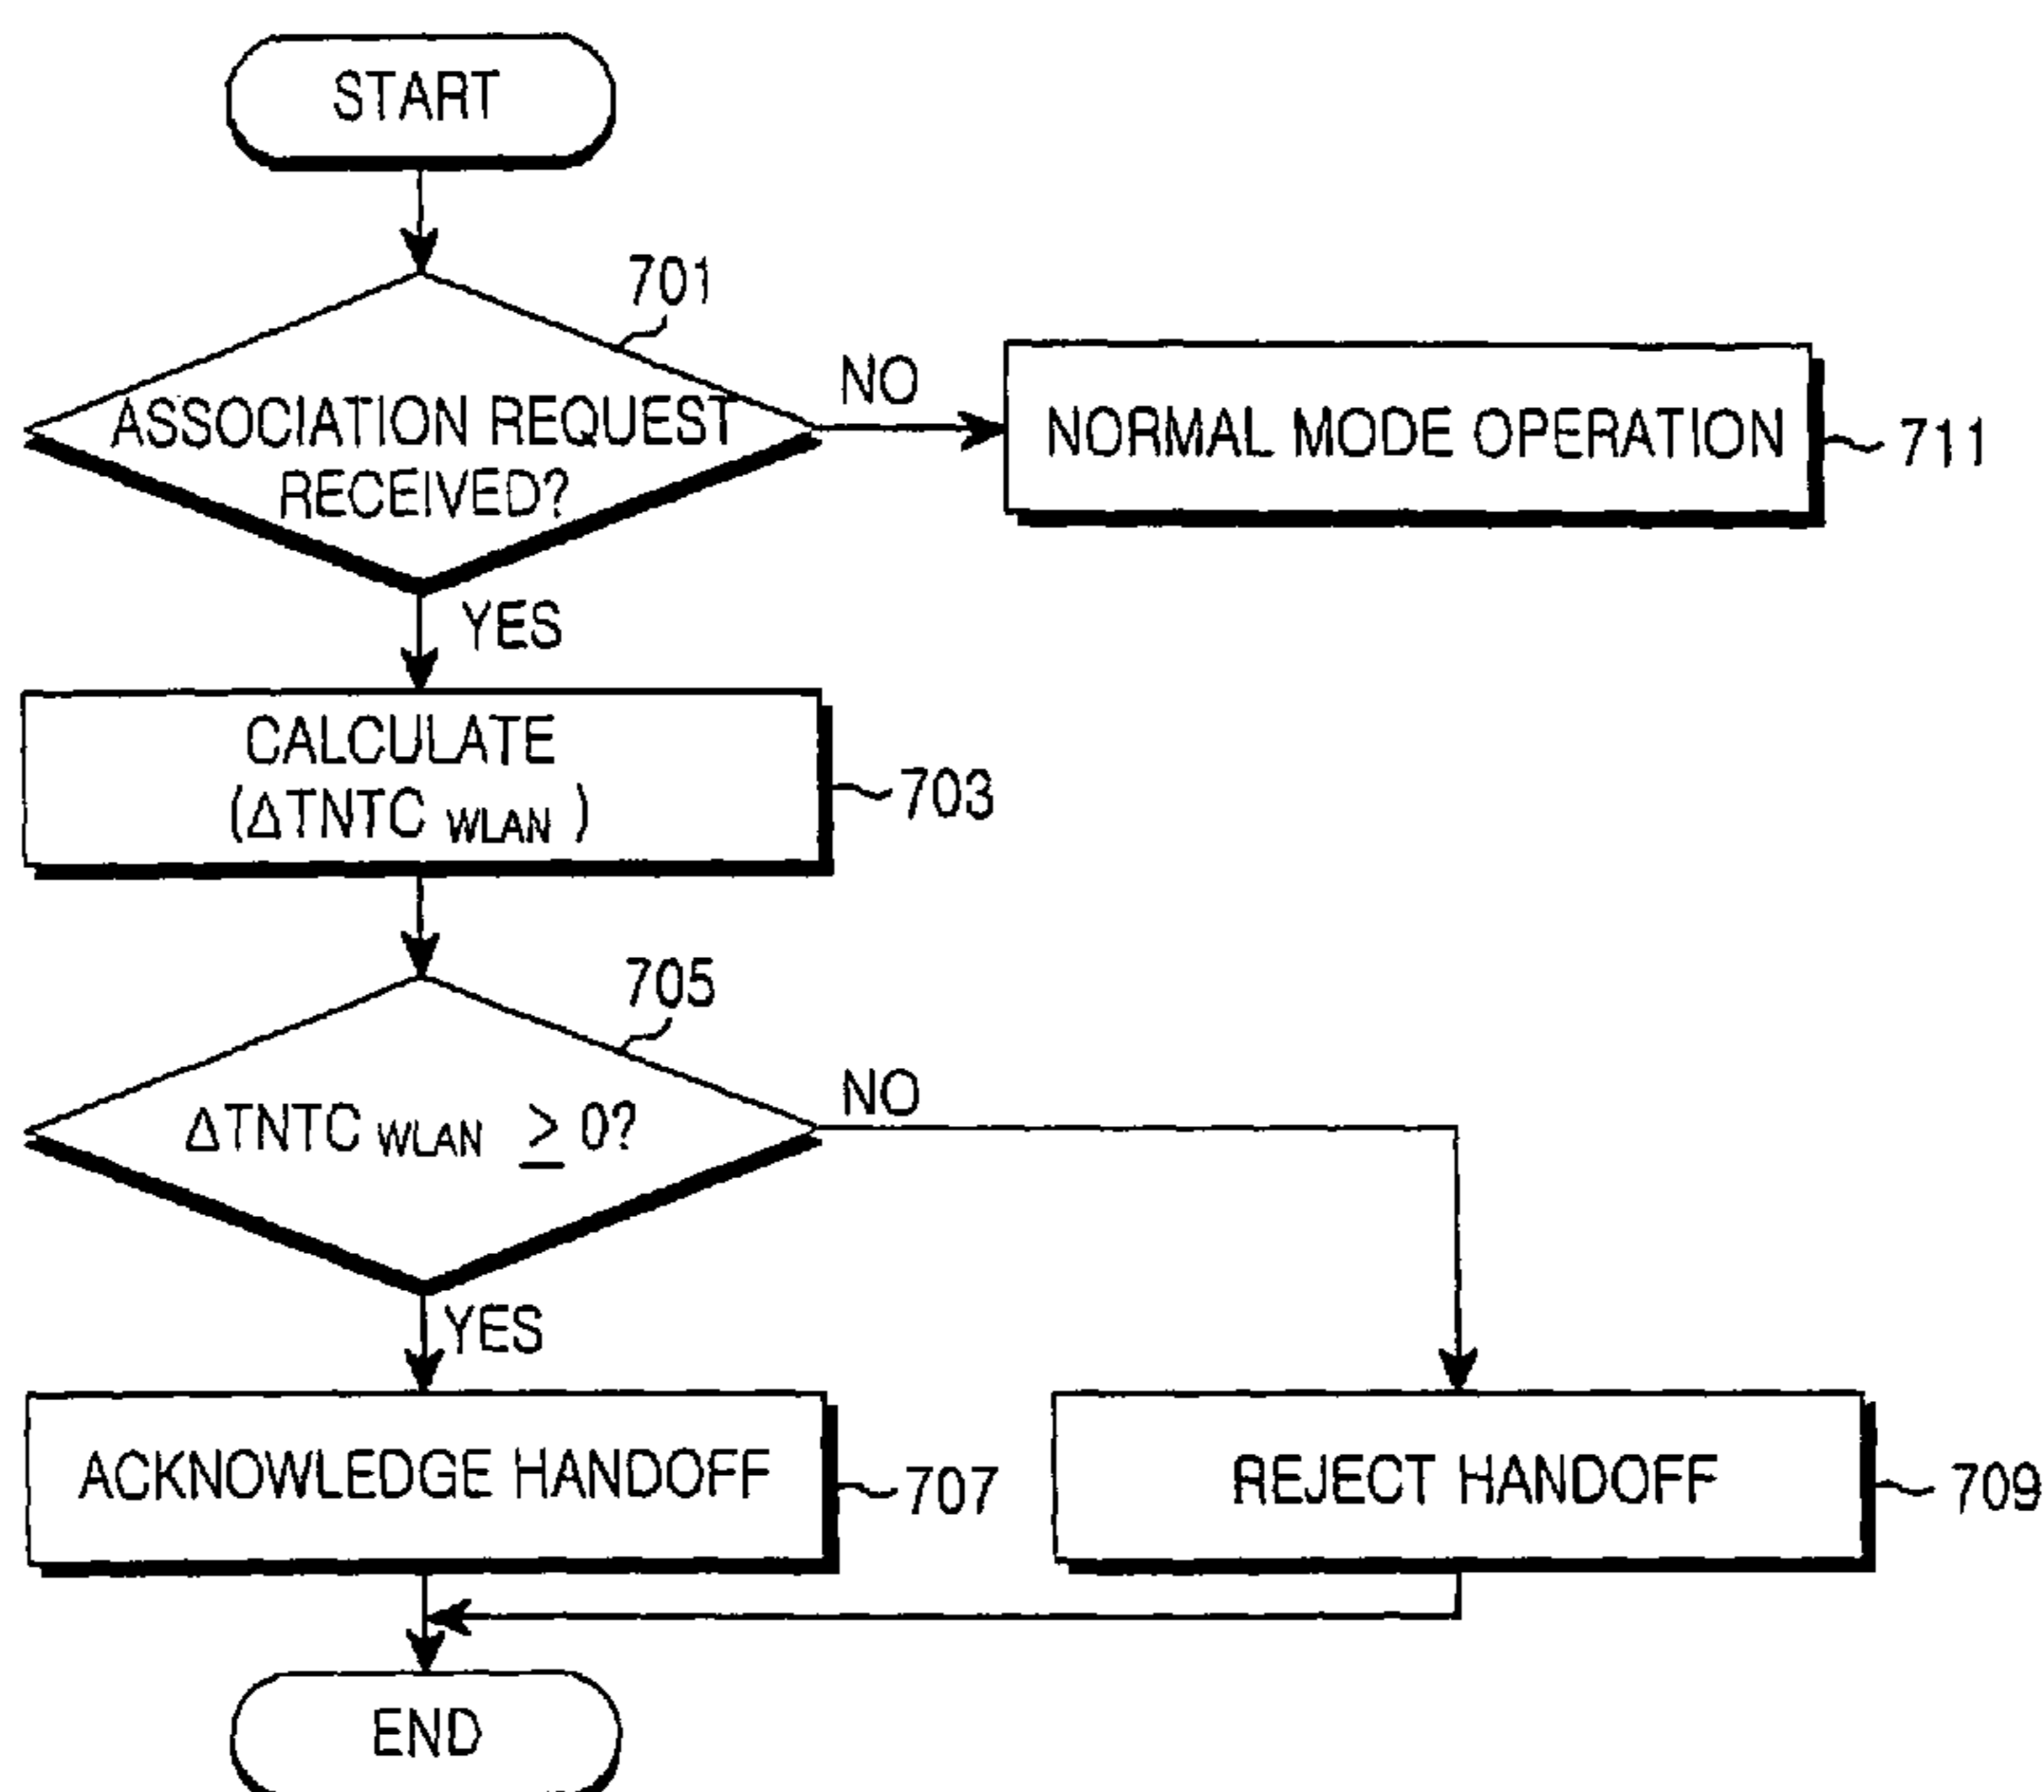 START
701
ASSOCIATION REQUEST
RECEIVED?
NO
NORMAL MODE OPERATION
711
YES
CALCULATE
(ΔTNTC WLAN )
703
705
ΔTNTC WLAN ≥ 0?
NO
YES
ACKNOWLEDGE HANDOFF
707
REJECT HANDOFF
709
END